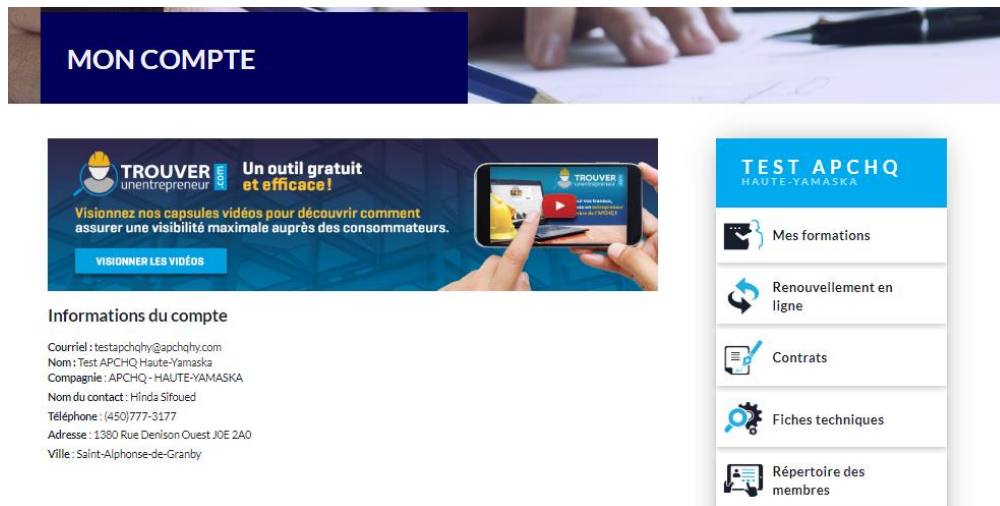 MON COMPTE
TROUVER .com
unentrepreneur
Un outil gratuit
et efficace!
Visionnez nos capsules vidéos pour découvrir comment
assurer une visibilité maximale auprès des consommateurs.
VISIONNER LES VIDÉOS
TROUVER
unentrepreneur
Informations du compte
Courriel : testapchqhy@apchqhy.com
Nom : Test APCHQ Haute-Yamaska
Compagnie : APCHQ - HAUTE-YAMASKA
Nom du contact : Hinda Sifoued
Téléphone : (450)777-3177
Adresse : 1380 Rue Denison Ouest J0E 2A0
Ville : Saint-Alphonse-de-Granby
TEST APCHQ
HAUTE-YAMASKA
Mes formations
Renouvellement en
ligne
Contrats
Fiches techniques
Répertoire des
membres